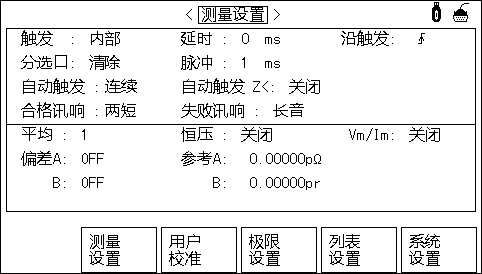 < 测量设置 >
触发 : 内部 延时 : 0 ms 沿触发:
分选口: 清除 脉冲 : 1 ms
自动触发 : 连续 自动触发 Z<: 关闭
合格讯响 : 两短 失败讯响 : 长音
平均 : 1 恒压 : 关闭 Vm/Im: 关闭
偏差A: OFF 参考A: 0.00000pΩ
B: OFF B: 0.00000pr
测量设置 用户校准 极限设置 列表设置 系统设置